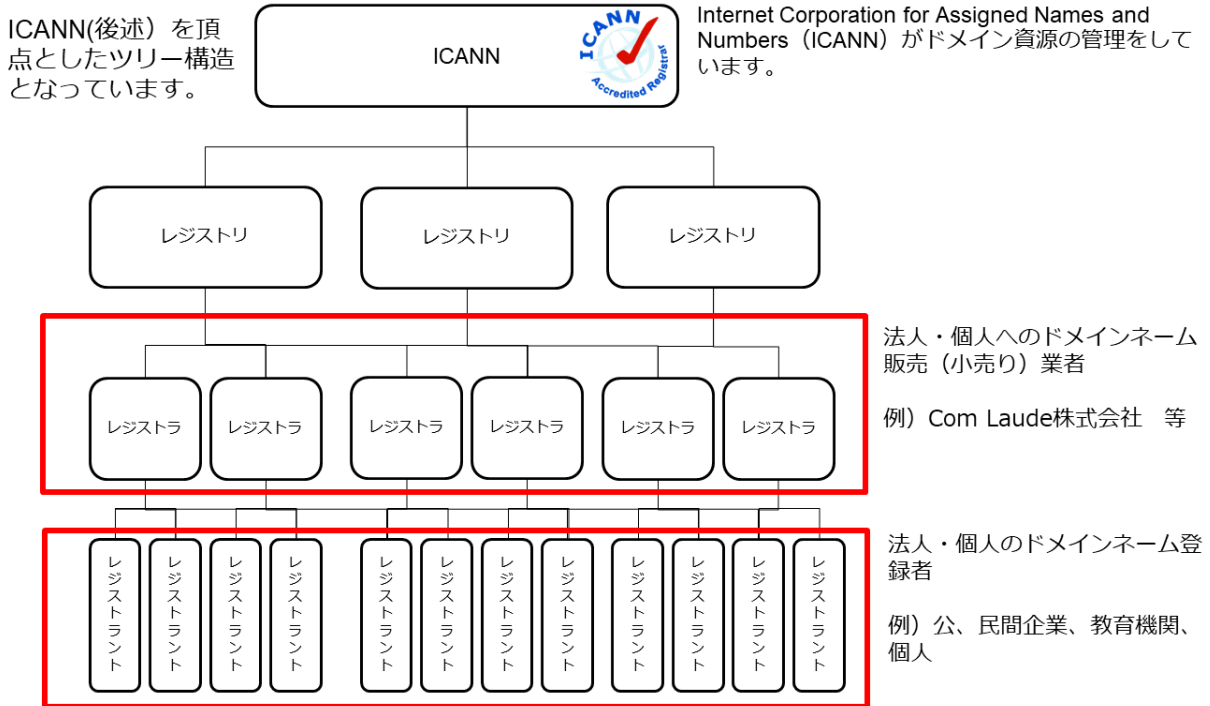 ICANN(後述）を頂
点としたツリー構造
となっています。
ICANN
ICANN
Accredited Registrar
Internet Corporation for Assigned Names and
Numbers（ICANN）がドメイン資源の管理をして
います。
レジストリ
レジストリ
レジストリ
法人・個人へのドメインネーム
販売（小売り）業者
例）Com Laude株式会社　等
レジストラ
レジストラ
レジストラ
レジストラ
レジストラ
レジストラ
法人・個人のドメインネーム登
録者
例）公、民間企業、教育機関、
個人
レジストラント
レジストラント
レジストラント
レジストラント
レジストラント
レジストラント
レジストラント
レジストラント
レジストラント
レジストラント
レジストラント
レジストラント